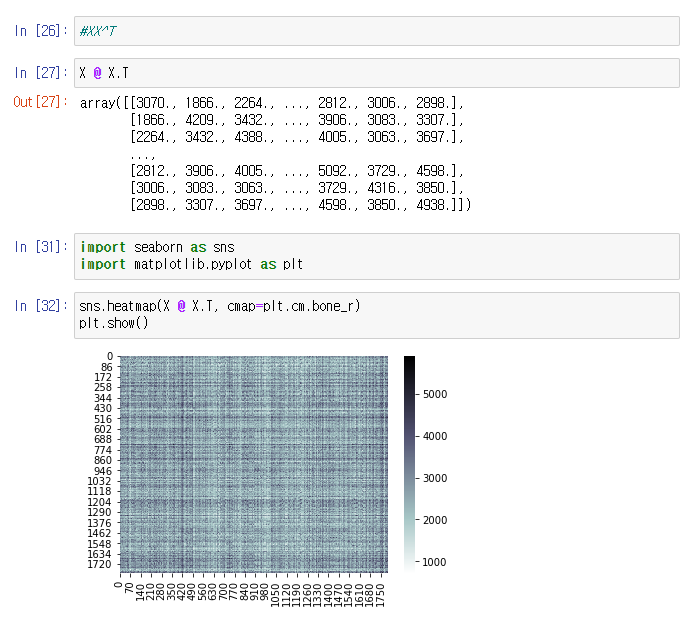 In [26]: #XX^T
In [27]: X @ X.T
Out[27]: array([[3070., 1866., 2264., ..., 2812., 3006., 2898.],
[1866., 4209., 3432., ..., 3906., 3083., 3307.],
[2264., 3432., 4388., ..., 4005., 3063., 3697.],
...,
[2812., 3906., 4005., ..., 5092., 3729., 4598.],
[3006., 3083., 3063., ..., 3729., 4316., 3850.],
[2898., 3307., 3697., ..., 4598., 3850., 4938.]])
In [31]: import seaborn as sns
import matplotlib.pyplot as plt
In [32]: sns.heatmap(X @ X.T, cmap=plt.cm.bone_r)
plt.show()
0
86
172
258
344
430
516
602
688
774
860
946
1032
1118
1204
1290
1376
1462
1548
1634
1720
0 70 140 210 280 350 420 490 560 630 700 770 840 910 980 1050 1120 1190 1260 1330 1400 1470 1540 1610 1680 1750
5000
4000
3000
2000
1000